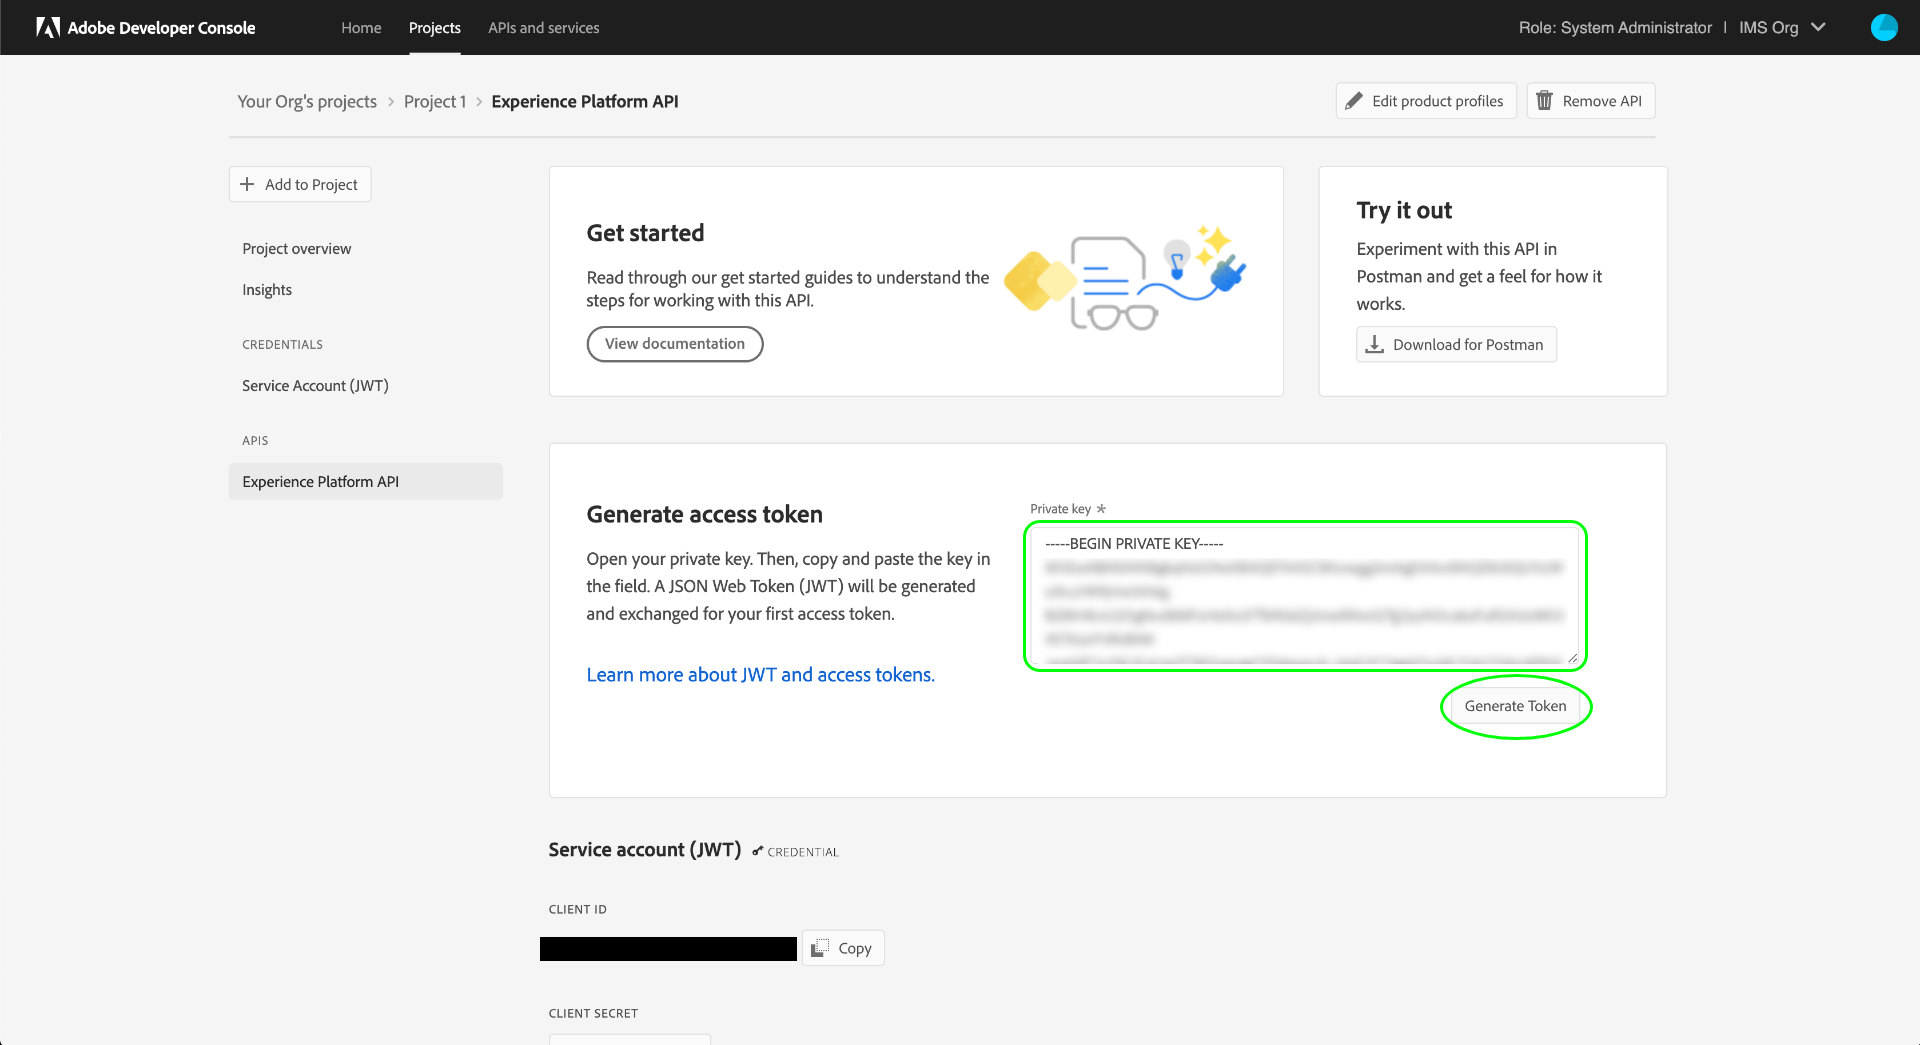 Adobe Developer Console
Home
Projects
APIs and services
Role: System Administrator | IMS Org
Your Org's projects > Project 1 > Experience Platform API
Edit product profiles
Remove API
Add to Project
Project overview
Insights
CREDENTIALS
Service Account (JWT)
APIS
Experience Platform API
Get started
Read through our get started guides to understand the
steps for working with this API.
View documentation
Try it out
Experiment with this API in
Postman and get a feel for how it
works.
Download for Postman
Generate access token
Open your private key. Then, copy and paste the key in
the field. A JSON Web Token (JWT) will be generated
and exchanged for your first access token.
Learn more about JWT and access tokens.
Private key *
-----BEGIN PRIVATE KEY-----
Generate Token
Service account (JWT)
CREDENTIAL
CLIENT ID
Copy
CLIENT SECRET